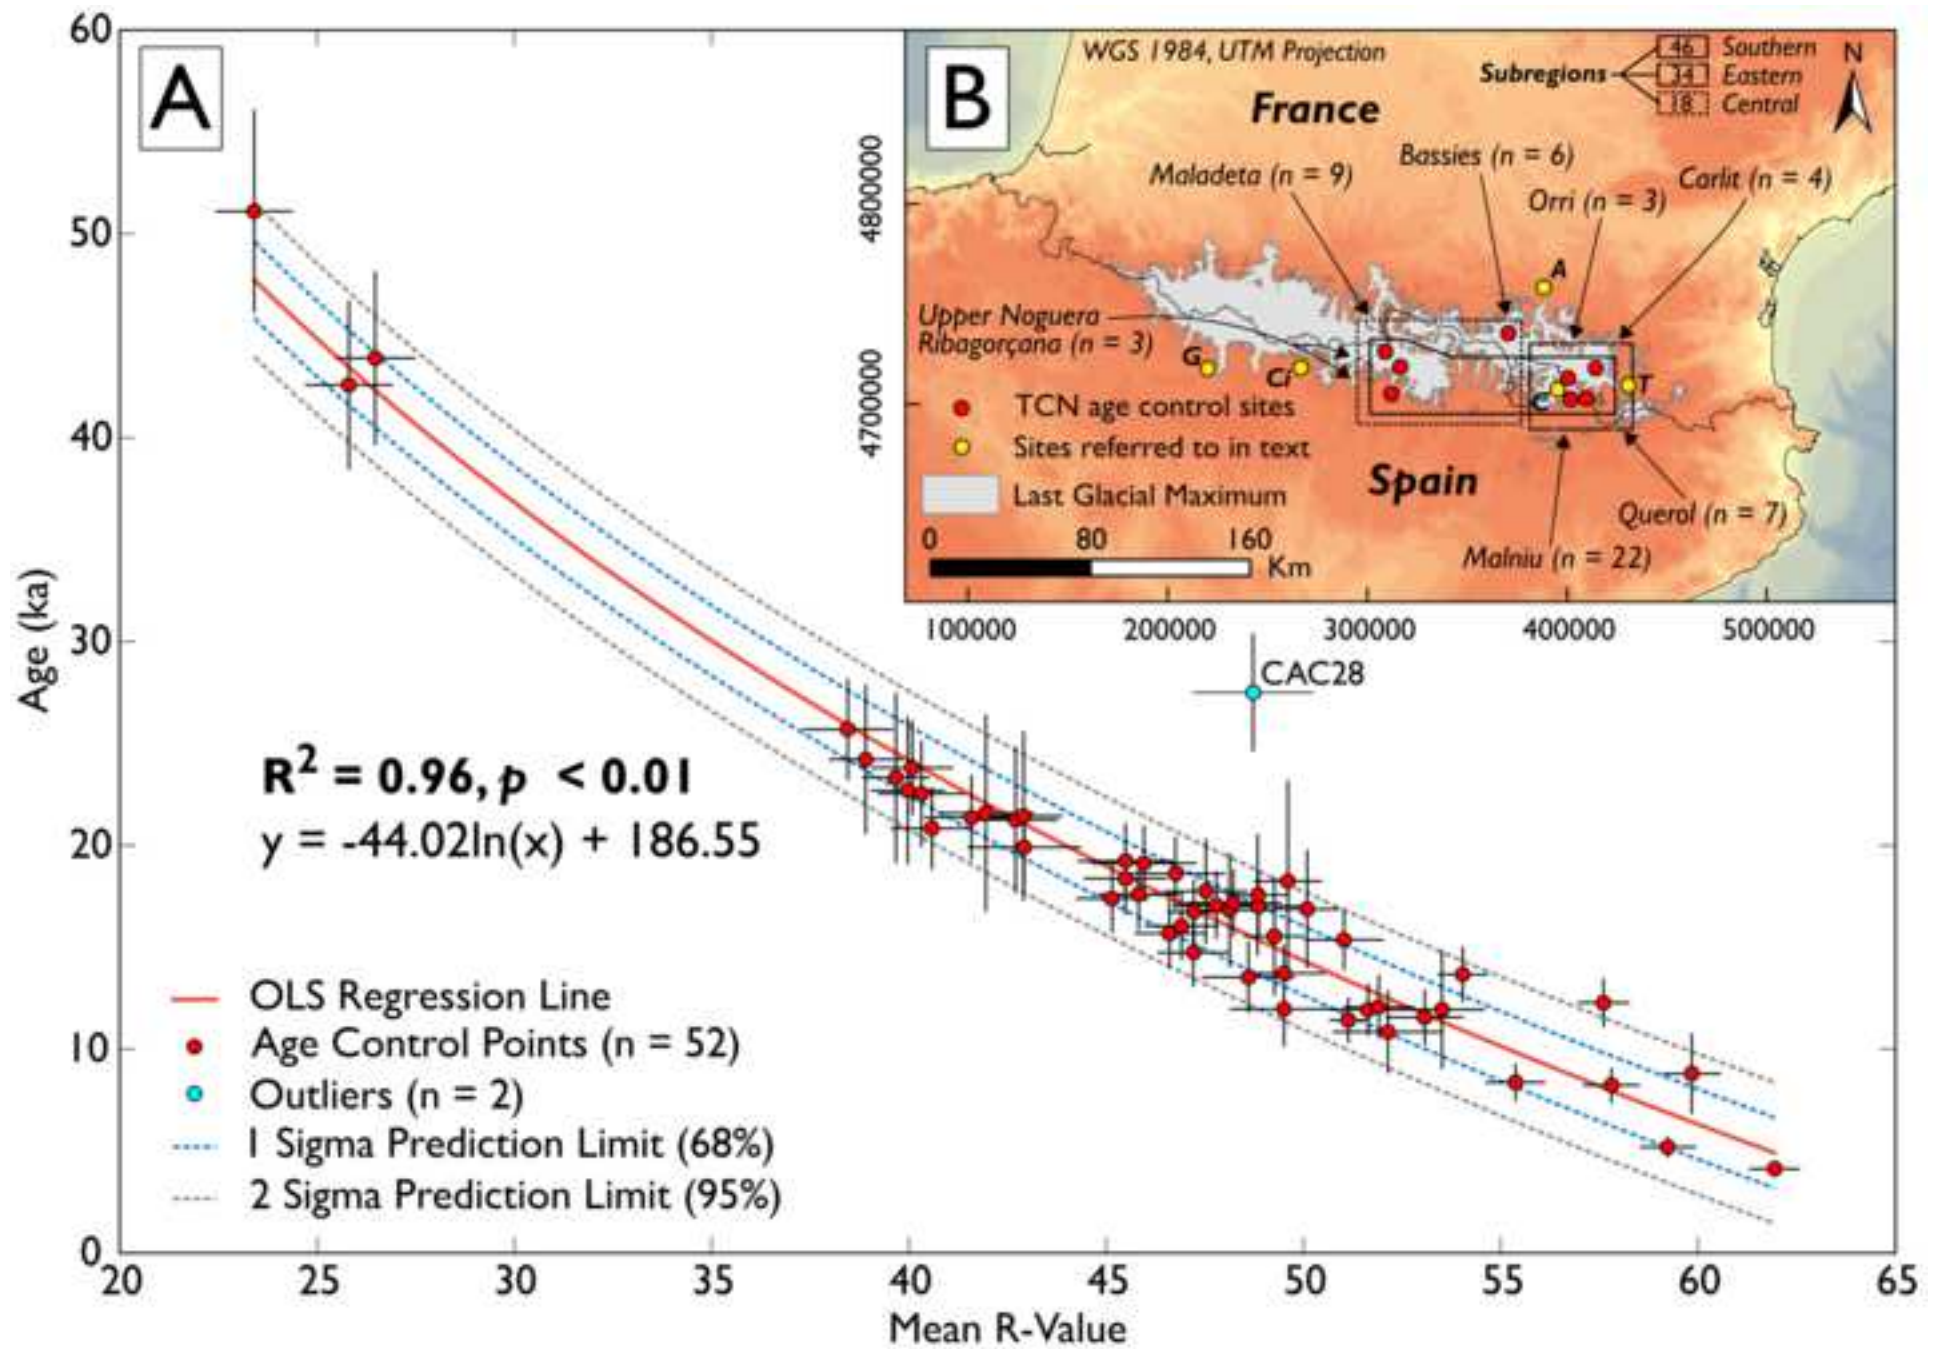 A
60
50
40
30
20
10
0
Age (ka)
20
25
30
35
40
45
50
55
60
65
Mean R-Value
R² = 0.96, p < 0.01
y = -44.02ln(x) + 186.55
OLS Regression Line
Age Control Points (n = 52)
Outliers (n = 2)
1 Sigma Prediction Limit (68%)
2 Sigma Prediction Limit (95%)
CAC28
B
WGS 1984, UTM Projection
Subregions
46 Southern
34 Eastern
18 Central
N
France
Spain
Maladeta (n = 9)
Bassies (n = 6)
Orri (n = 3)
Carlit (n = 4)
Upper Noguera
Ribagorçana (n = 3)
G
Ci
A
C
T
Querol (n = 7)
Malniu (n = 22)
TCN age control sites
Sites referred to in text
Last Glacial Maximum
0
80
160
Km
4800000
4700000
100000
200000
300000
400000
500000